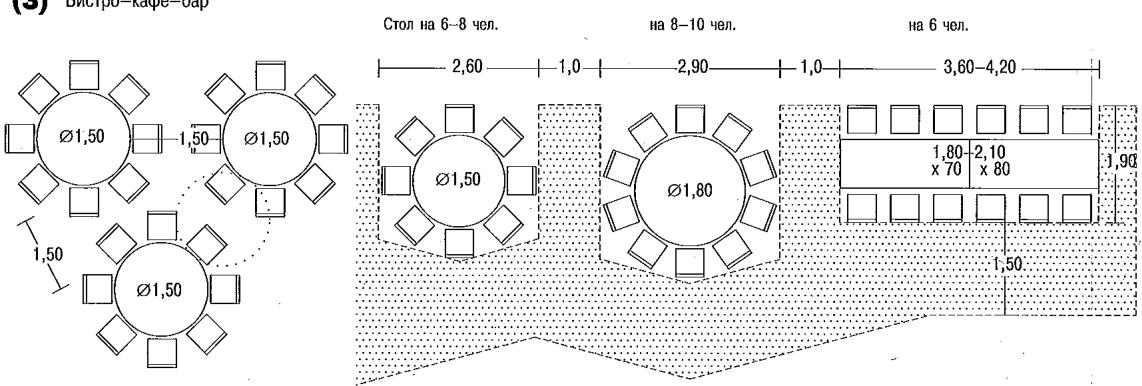 (3) Бистро–кафе–бар
Стол на 6–8 чел.
на 8–10 чел.
на 6 чел.
2,60
1,0
2,90
1,0
3,60–4,20
Ø1,50
1,50
Ø1,50
1,50
Ø1,50
Ø1,50
Ø1,80
1,80–2,10
x 70 x 80
1,90
1,50